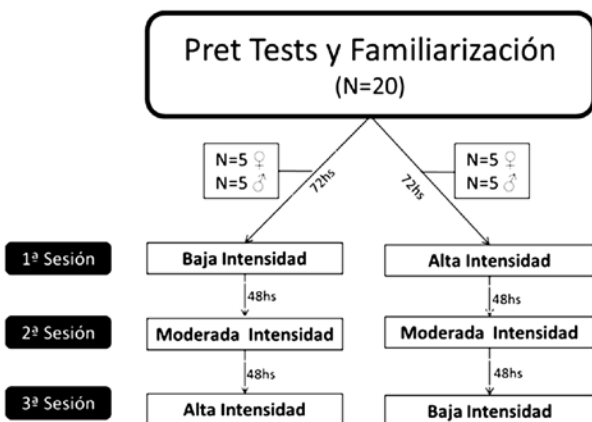 Pret Tests y Familiarización
(N=20)
N=5 ♀
N=5 ♂
72hs
72hs
N=5 ♀
N=5 ♂
1ª Sesión
Baja Intensidad
Alta Intensidad
48hs
48hs
2ª Sesión
Moderada Intensidad
Moderada Intensidad
48hs
48hs
3ª Sesión
Alta Intensidad
Baja Intensidad